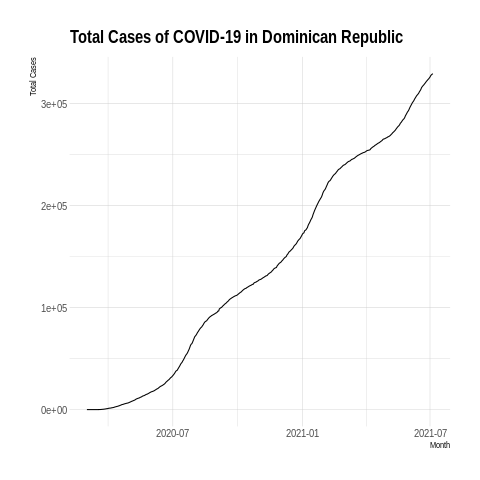 Total Cases of COVID-19 in Dominican Republic
Total Cases
3e+05
2e+05
1e+05
0e+00
2020-07
2021-01
2021-07
Month